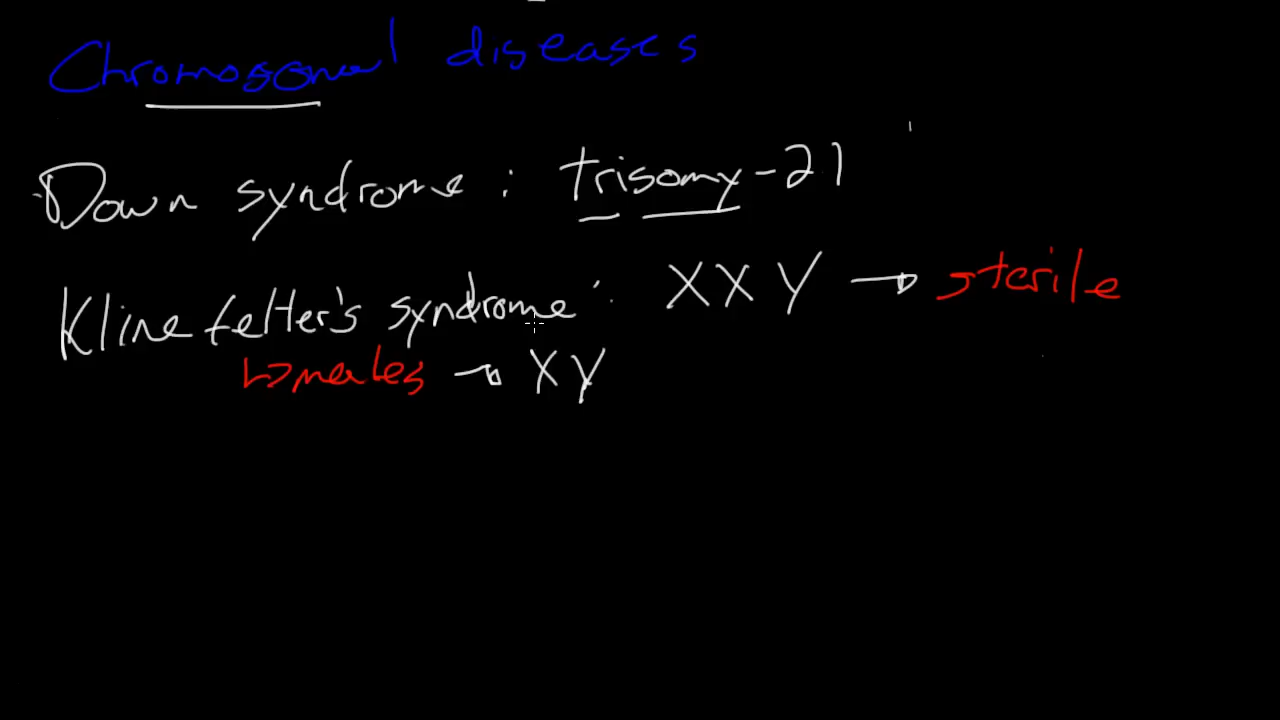 Chromosomal diseases
Down syndrome : trisomy-21
Klinefelter's syndrome : XXY → sterile
↳males → XY